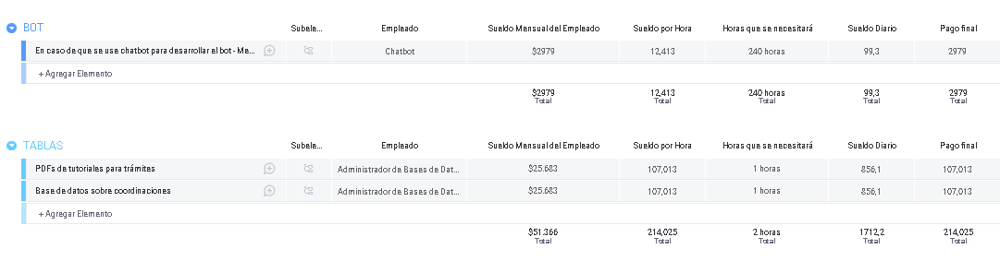 BOT
Subele... Empleado Sueldo Mensual del Empleado Sueldo por Hora Horas que se necesitará Sueldo Diario Pago final
En caso de que se use chatbot para desarrollar el bot - Me... Chatbot $2979 12,413 240 horas 99,3 2979
+ Agregar Elemento
$2979 12,413 240 horas 99,3 2979
Total Total Total Total Total
TABLAS
Subele... Empleado Sueldo Mensual del Empleado Sueldo por Hora Horas que se necesitará Sueldo Diario Pago final
PDFs de tutoriales para trámites Administrador de Bases de Dat... $25.683 107,013 1 horas 856,1 107,013
Base de datos sobre coordinaciones Administrador de Bases de Dat... $25.683 107,013 1 horas 856,1 107,013
+ Agregar Elemento
$51.366 214,025 2 horas 1712,2 214,025
Total Total Total Total Total